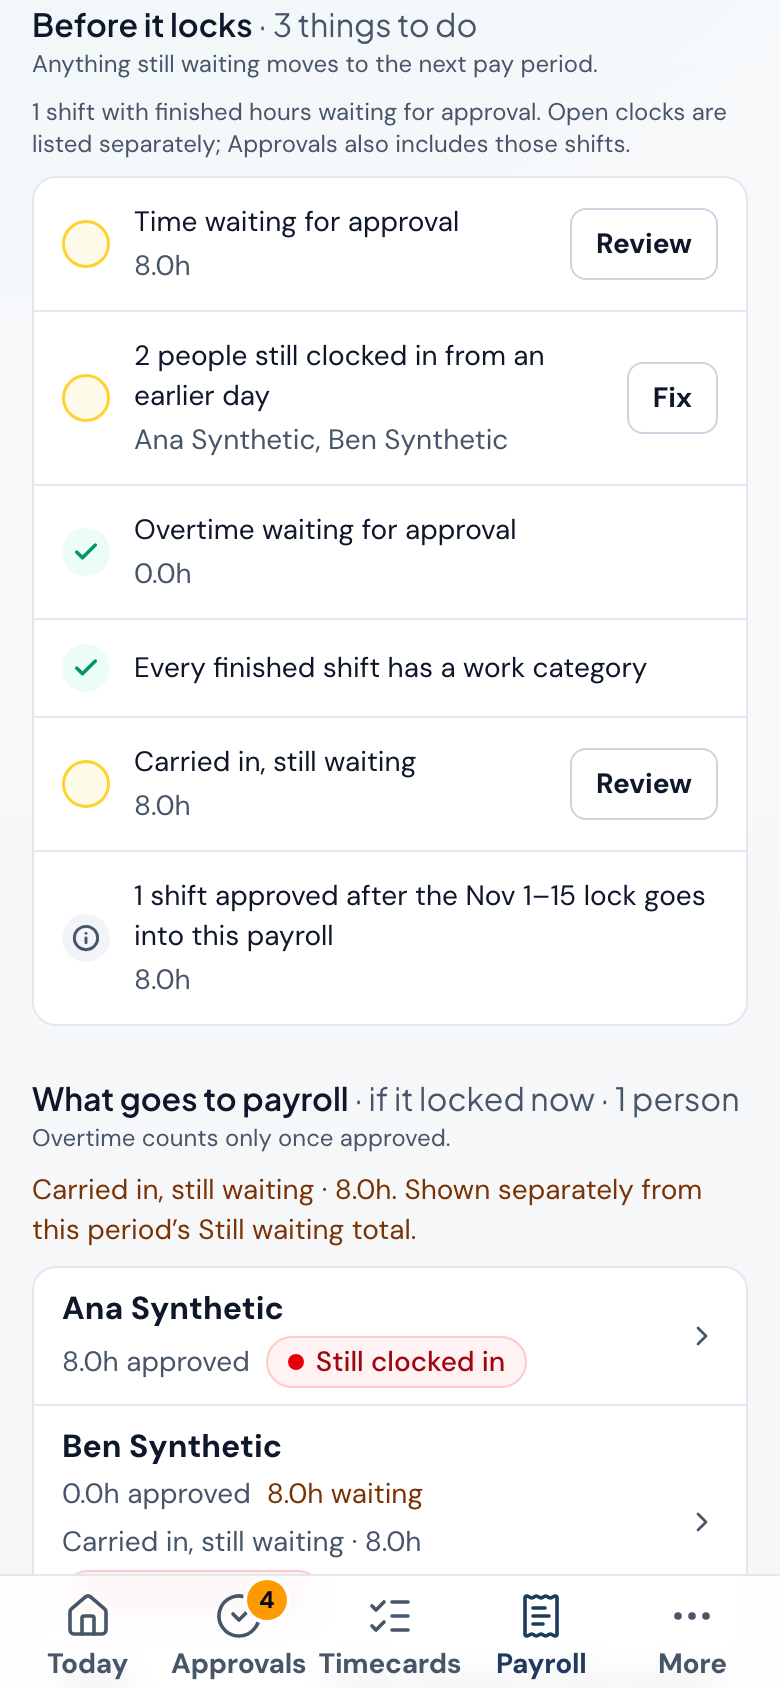 Before it locks · 3 things to do
Anything still waiting moves to the next pay period.
1 shift with finished hours waiting for approval. Open clocks are
listed separately; Approvals also includes those shifts.
Time waiting for approval
8.0h
Review
2 people still clocked in from an
earlier day
Ana Synthetic, Ben Synthetic
Fix
Overtime waiting for approval
0.0h
Every finished shift has a work category
Carried in, still waiting
8.0h
Review
1 shift approved after the Nov 1–15 lock goes
into this payroll
8.0h
What goes to payroll · if it locked now · 1 person
Overtime counts only once approved.
Carried in, still waiting · 8.0h. Shown separately from
this period’s Still waiting total.
Ana Synthetic
8.0h approved Still clocked in
Ben Synthetic
0.0h approved 8.0h waiting
Carried in, still waiting · 8.0h
4
Today Approvals Timecards Payroll More